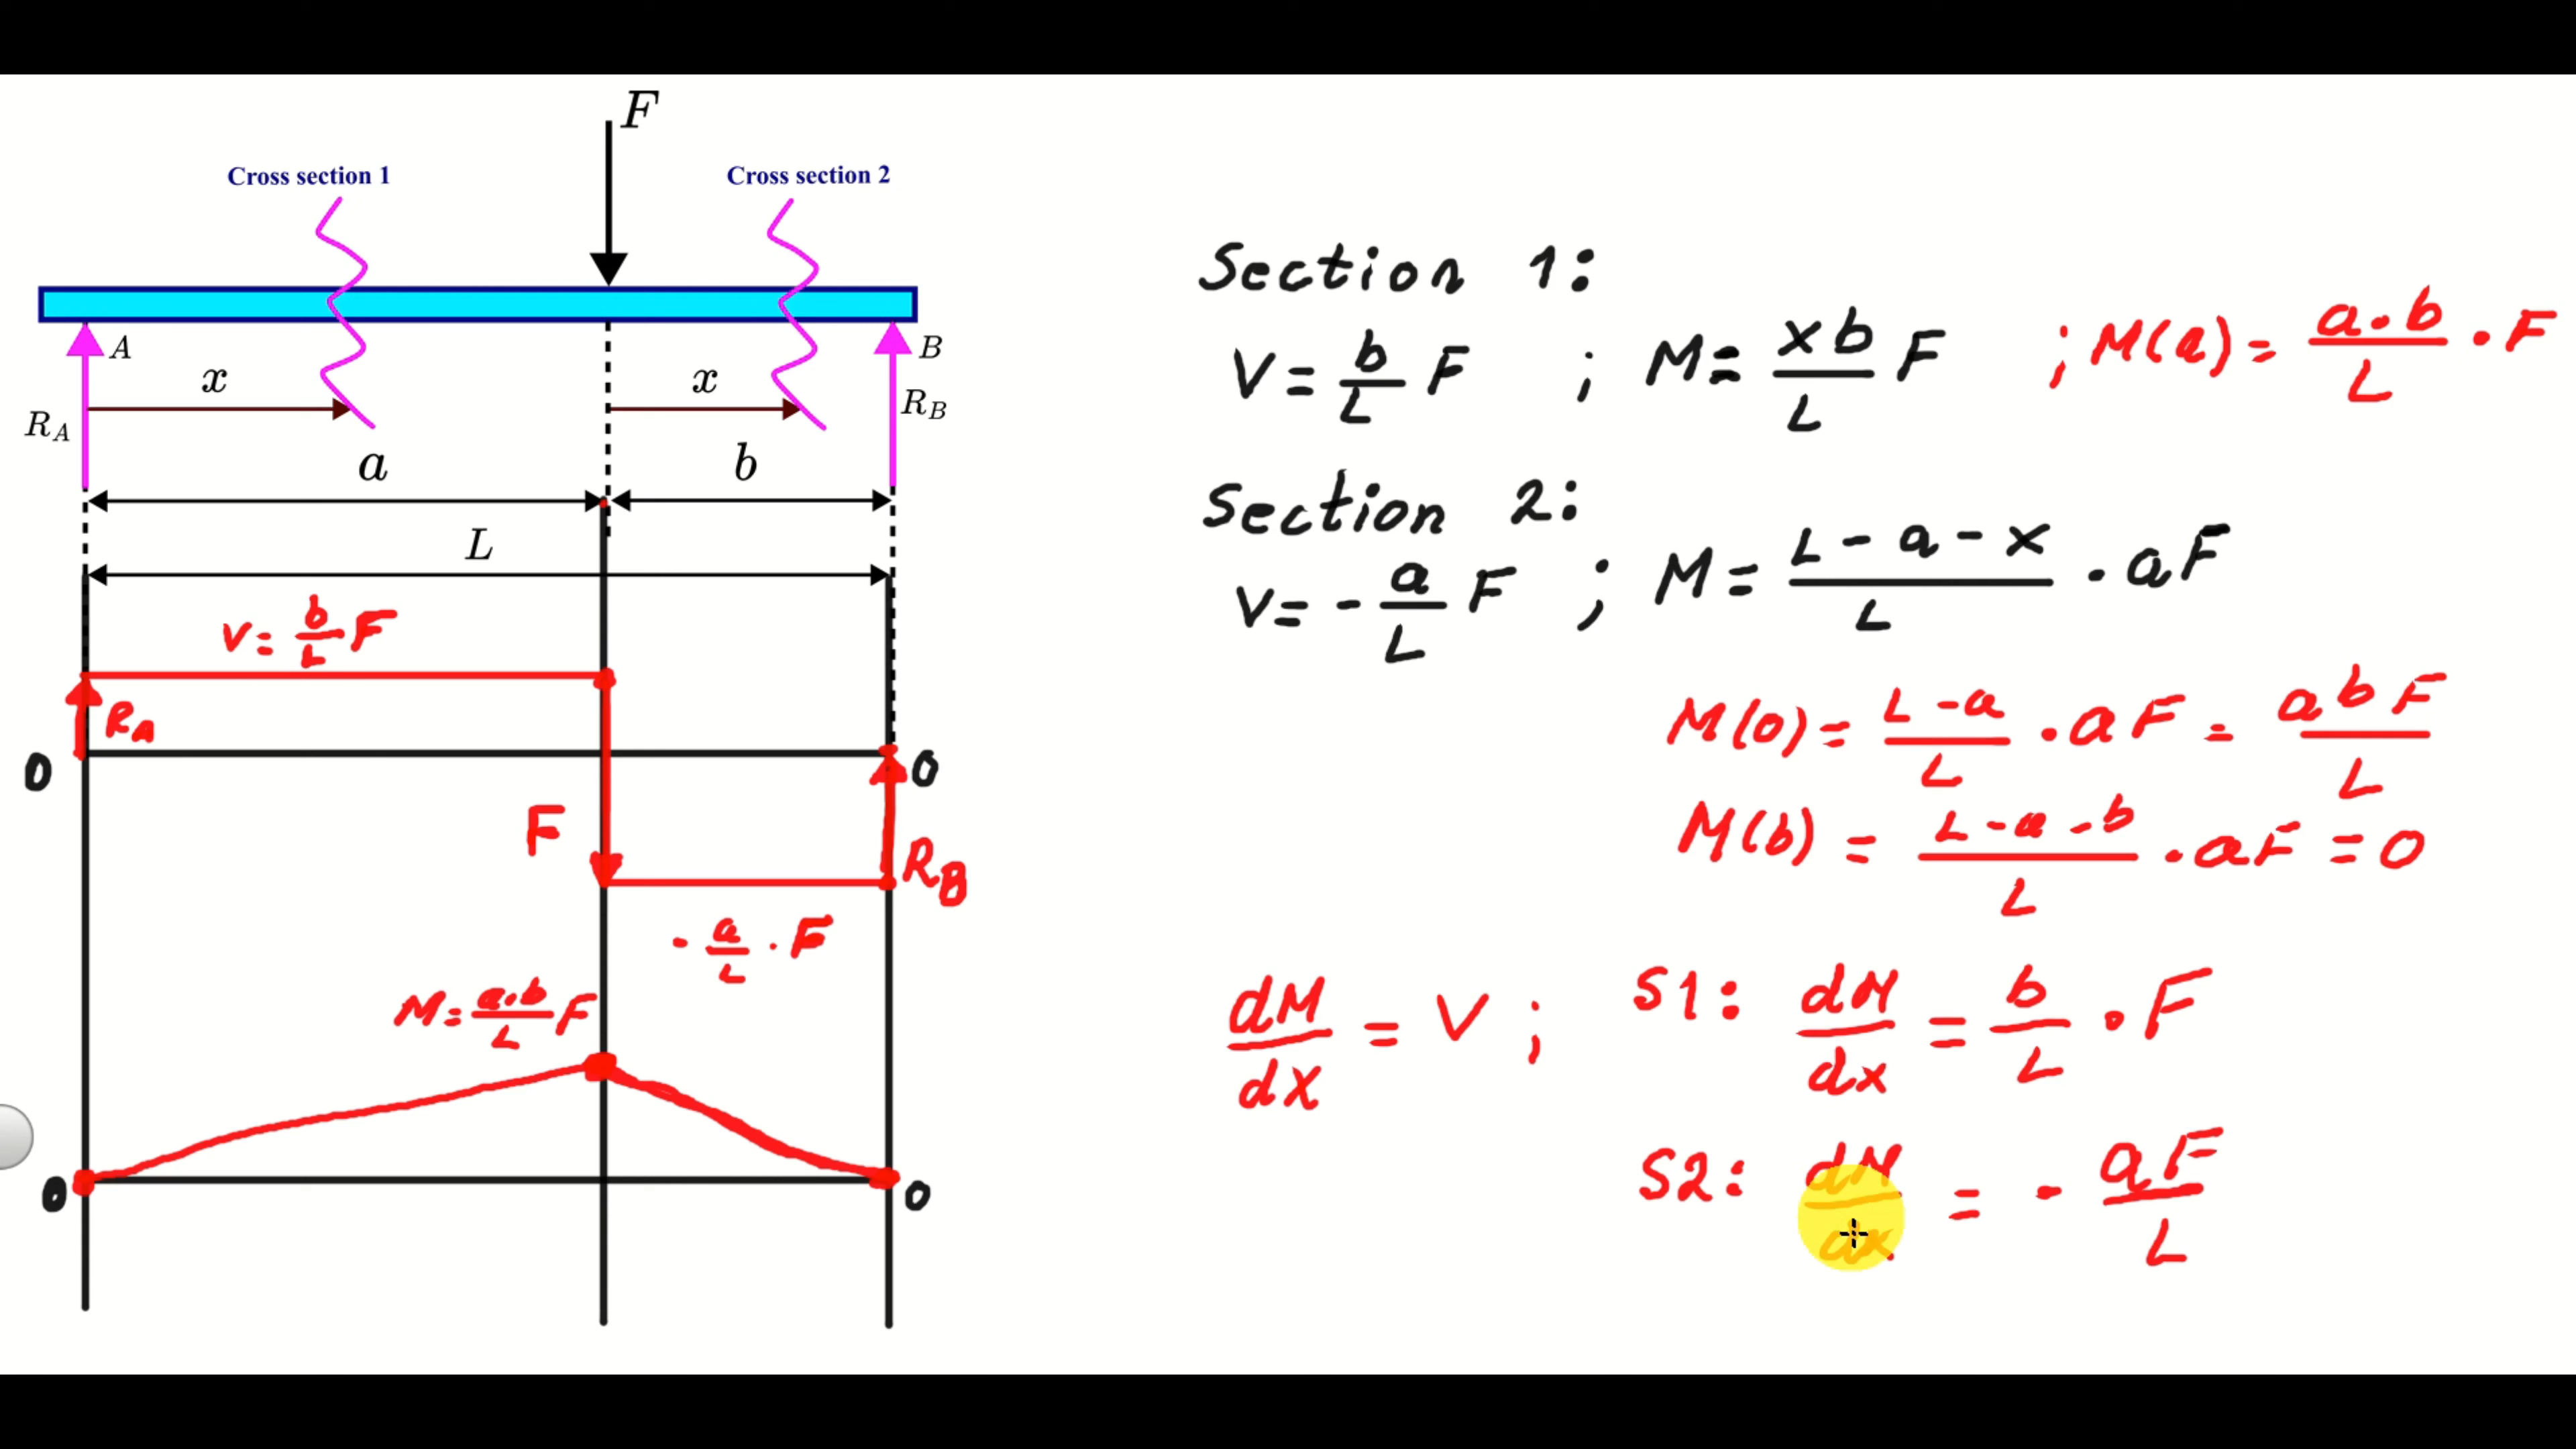 F
Cross section 1
Cross section 2
A
B
x
x
R_A
R_B
a
b
L
V = b/L F
R_A
0
0
F
R_B
- a/L · F
M = a·b/L F
0
0
Section 1:
V = b/L F ; M = xb/L F ; M(a) = a·b/L · F
Section 2:
V = - a/L F ; M = L-a-x/L · aF
M(0) = L-a/L · aF = abF/L
M(b) = L-a-b/L · aF = 0
dM/dx = V ; S1: dM/dx = b/L · F
S2: dM/dx = - aF/L